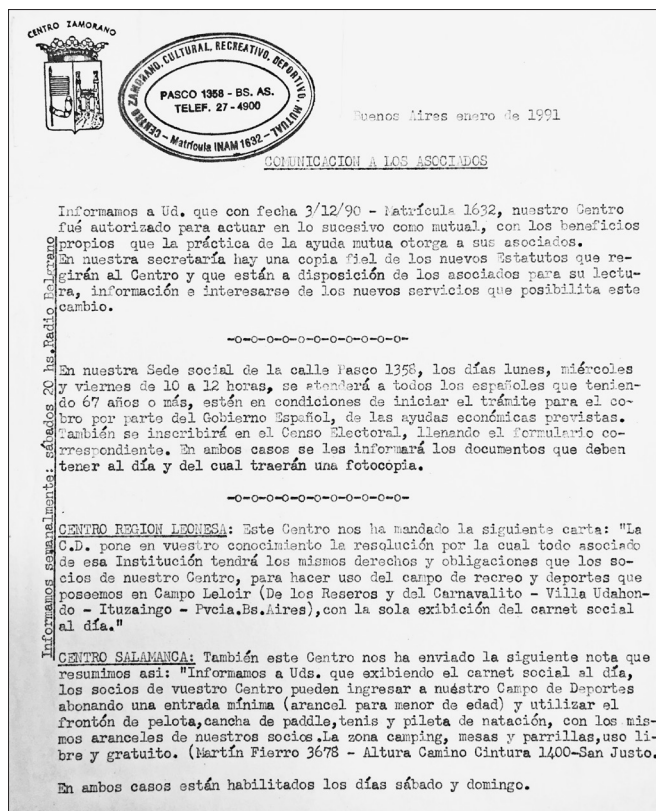 CENTRO ZAMORANO
CENTRO ZAMORANO, CULTURAL, RECREATIVO, DEPORTIVO, MUTUAL
PASCO 1358 - BS. AS.
TELEF. 27-4900
Matrícula INAM 1632
Buenos Aires enero de 1991
COMUNICACION A LOS ASOCIADOS
Informamos a Ud. que con fecha 3/12/90 - Matrícula 1632, nuestro Centro
fué autorizado para actuar en lo sucesivo como mutual, con los beneficios
propios que la práctica de la ayuda mutua otorga a sus asociados.
En nuestra secretaría hay una copia fiel de los nuevos Estatutos que re-
girán al Centro y que están a disposición de los asociados para su lectu-
ra, información e interesarse de los nuevos servicios que posibilita este
cambio.
-o-o-o-o-o-o-o-o-o-o-
En nuestra Sede social de la calle Pasco 1358, los días lunes, miércoles
y viernes de 10 a 12 horas, se atenderá a todos los españoles que tenien-
do 67 años o más, estén en condiciones de iniciar el trámite para el co-
bro por parte del Gobierno Español, de las ayudas económicas previstas.
También se inscribirá en el Censo Electoral, llenando el formulario co-
rrespondiente. En ambos casos se les informará los documentos que deben
tener al día y del cual traerán una fotocopia.
-o-o-o-o-o-o-o-o-o-o-
CENTRO REGION LEONESA: Este Centro nos ha mandado la siguiente carta: "La
C.D. pone en vuestro conocimiento la resolución por la cual todo asociado
de esa Institución tendrá los mismos derechos y obligaciones que los so-
cios de nuestro Centro, para hacer uso del campo de recreo y deportes que
poseemos en Campo Leloir (De los Reseros y del Carnavalito - Villa Udahon-
do - Ituzaingo - Pvcia.Bs.Aires),con la sola exibición del carnet social
al día."
CENTRO SALAMANCA: También este Centro nos ha enviado la siguiente nota que
resumimos asi: "Informamos a Uds. que exibiendo el carnet social al día,
los socios de vuestro Centro pueden ingresar a nuéstro Campo de Deportes
abonando una entrada mínima (arancel para menor de edad) y utilizar el
frontón de pelota,cancha de paddle,tenis y pileta de natación, con los mis-
mos aranceles de nuestros socios.La zona camping, mesas y parrillas,uso li-
bre y gratuito. (Martín Fierro 3678 - Altura Camino Cintura 1400-San Justo.
En ambos casos están habilitados los días sábado y domingo.
Informamos semanalmente: sábados 20 hs.Radio Belgrano